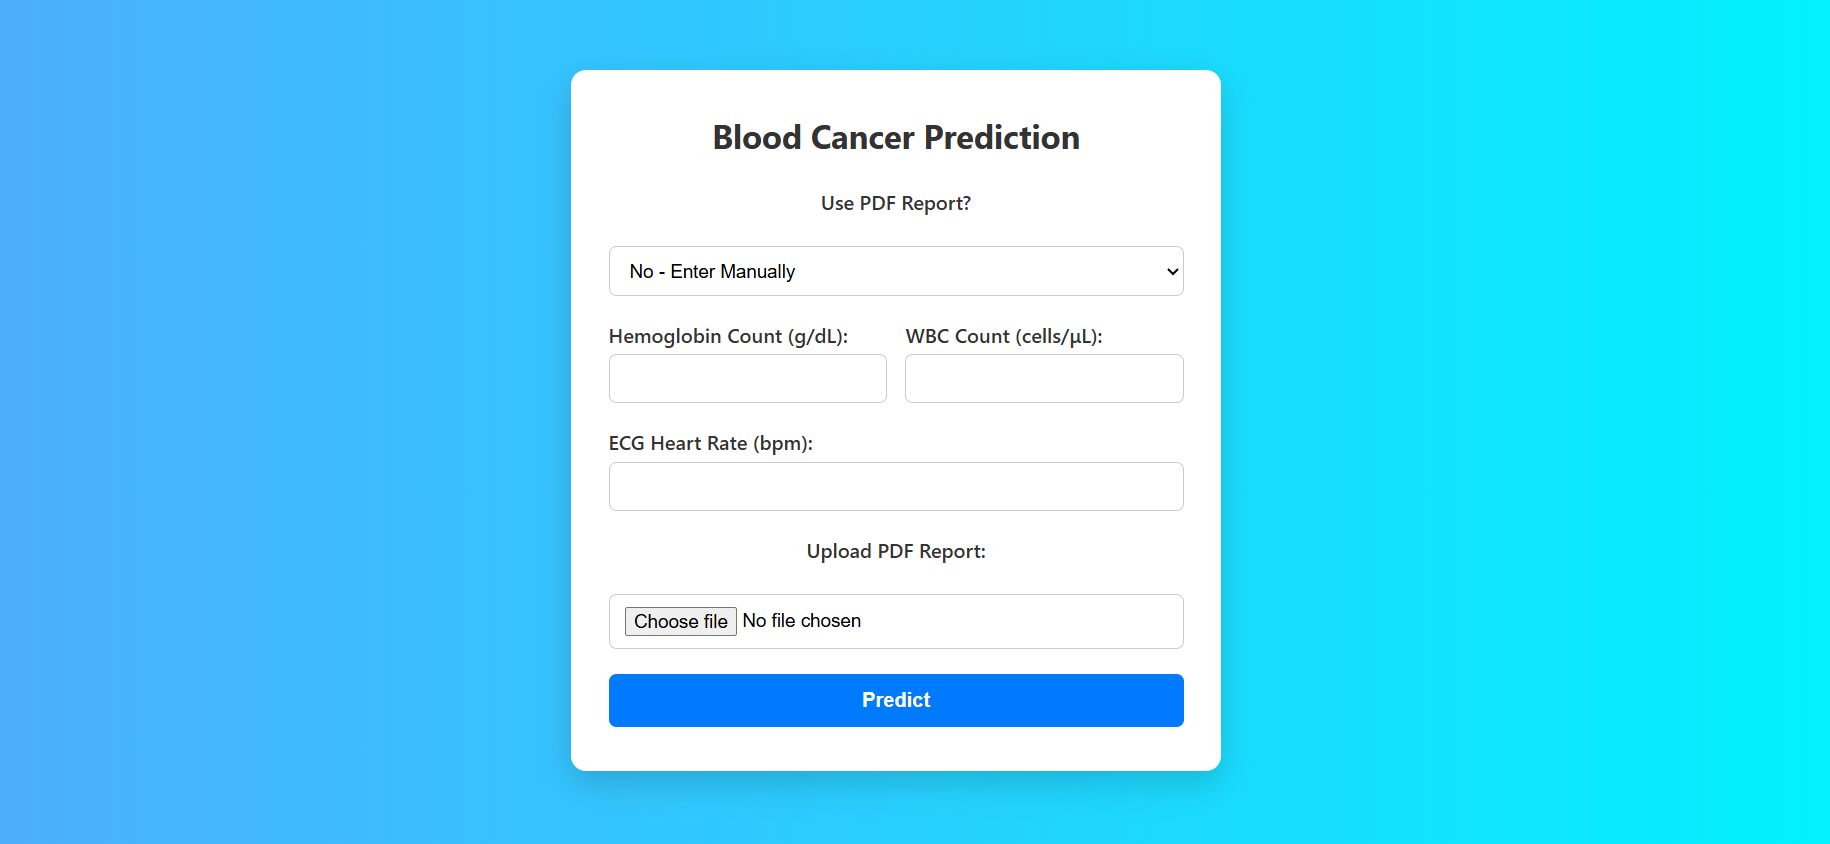 Blood Cancer Prediction
Use PDF Report?
No - Enter Manually
Hemoglobin Count (g/dL): WBC Count (cells/µL):
ECG Heart Rate (bpm):
Upload PDF Report:
Choose file No file chosen
Predict